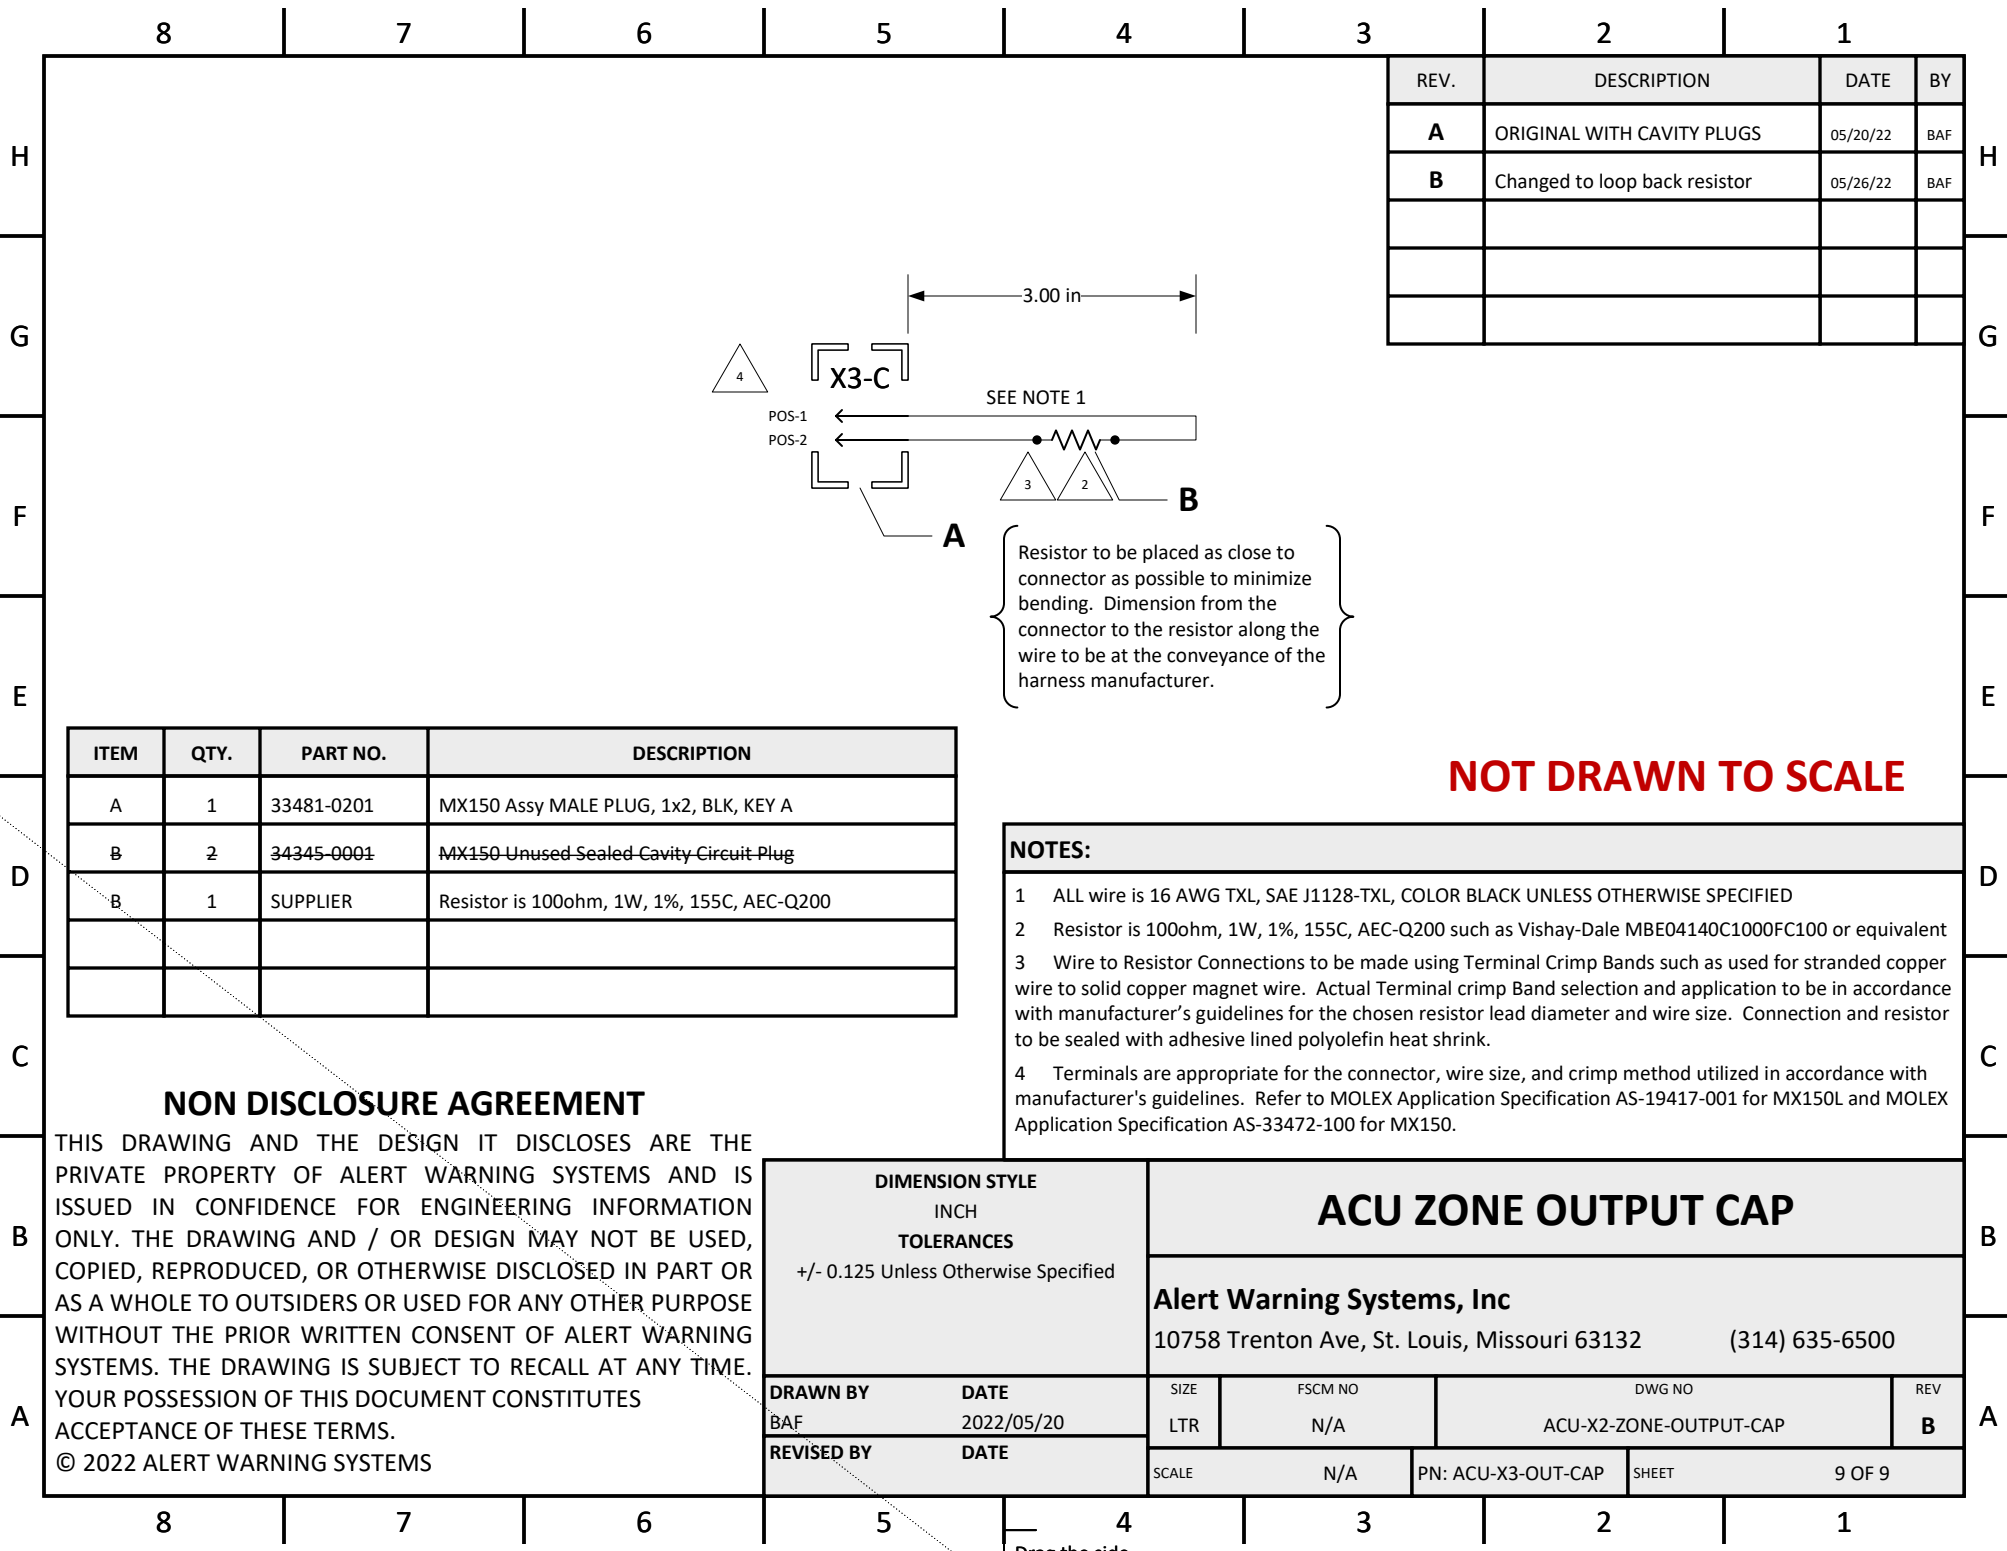 8 7 6 5 4 3 2 1
REV. DESCRIPTION DATE BY
A ORIGINAL WITH CAVITY PLUGS 05/20/22 BAF
B Changed to loop back resistor 05/26/22 BAF
H H
G G
F F
E E
D D
C C
B B
A A
3.00 in
4
X3-C
SEE NOTE 1
POS-1
POS-2
3 2
B
A
Resistor to be placed as close to
connector as possible to minimize
bending. Dimension from the
connector to the resistor along the
wire to be at the conveyance of the
harness manufacturer.
ITEM QTY. PART NO. DESCRIPTION
A 1 33481-0201 MX150 Assy MALE PLUG, 1x2, BLK, KEY A
B 2 34345-0001 MX150 Unused Sealed Cavity Circuit Plug
B 1 SUPPLIER Resistor is 100ohm, 1W, 1%, 155C, AEC-Q200
NOT DRAWN TO SCALE
NOTES:
1 ALL wire is 16 AWG TXL, SAE J1128-TXL, COLOR BLACK UNLESS OTHERWISE SPECIFIED
2 Resistor is 100ohm, 1W, 1%, 155C, AEC-Q200 such as Vishay-Dale MBE04140C1000FC100 or equivalent
3 Wire to Resistor Connections to be made using Terminal Crimp Bands such as used for stranded copper
wire to solid copper magnet wire. Actual Terminal crimp Band selection and application to be in accordance
with manufacturer’s guidelines for the chosen resistor lead diameter and wire size. Connection and resistor
to be sealed with adhesive lined polyolefin heat shrink.
4 Terminals are appropriate for the connector, wire size, and crimp method utilized in accordance with
manufacturer's guidelines. Refer to MOLEX Application Specification AS-19417-001 for MX150L and MOLEX
Application Specification AS-33472-100 for MX150.
NON DISCLOSURE AGREEMENT
THIS DRAWING AND THE DESIGN IT DISCLOSES ARE THE
PRIVATE PROPERTY OF ALERT WARNING SYSTEMS AND IS
ISSUED IN CONFIDENCE FOR ENGINEERING INFORMATION
ONLY. THE DRAWING AND / OR DESIGN MAY NOT BE USED,
COPIED, REPRODUCED, OR OTHERWISE DISCLOSED IN PART OR
AS A WHOLE TO OUTSIDERS OR USED FOR ANY OTHER PURPOSE
WITHOUT THE PRIOR WRITTEN CONSENT OF ALERT WARNING
SYSTEMS. THE DRAWING IS SUBJECT TO RECALL AT ANY TIME.
YOUR POSSESSION OF THIS DOCUMENT CONSTITUTES
ACCEPTANCE OF THESE TERMS.
© 2022 ALERT WARNING SYSTEMS
DIMENSION STYLE
INCH
TOLERANCES
+/- 0.125 Unless Otherwise Specified
DRAWN BY DATE
BAF 2022/05/20
REVISED BY DATE
ACU ZONE OUTPUT CAP
Alert Warning Systems, Inc
10758 Trenton Ave, St. Louis, Missouri 63132 (314) 635-6500
SIZE FSCM NO DWG NO REV
LTR N/A ACU-X2-ZONE-OUTPUT-CAP B
SCALE N/A PN: ACU-X3-OUT-CAP SHEET 9 OF 9
8 7 6 5 4 3 2 1
Drag the side